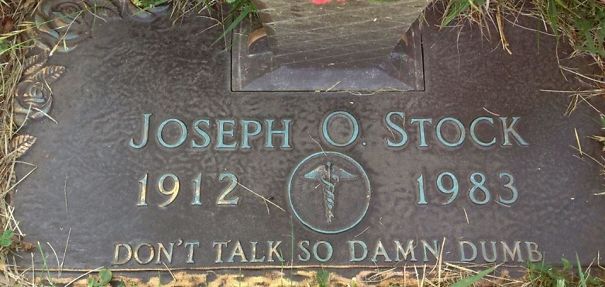 JOSEPH O. STOCK
1912 1983
DON'T TALK SO DAMN DUMB